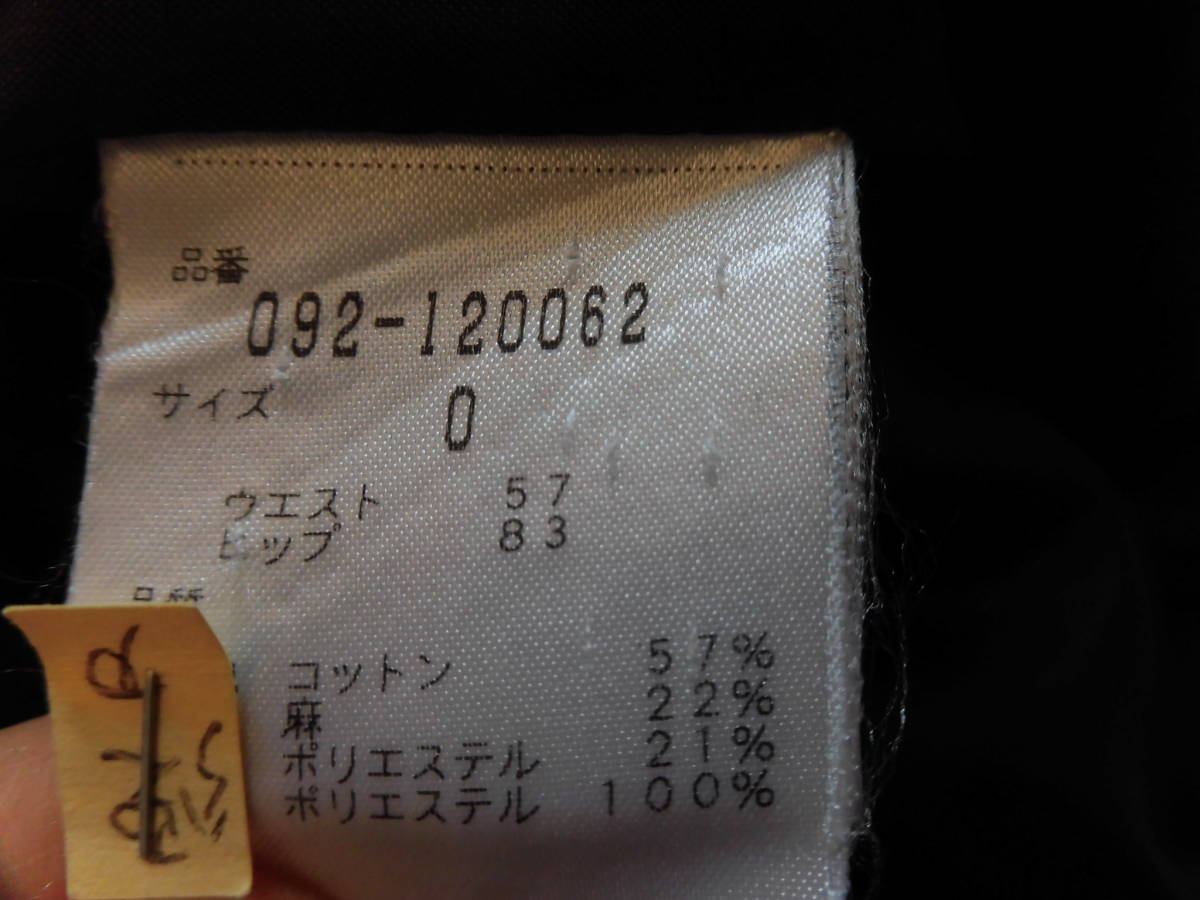 品番
092-120062
サイズ 0
ウエスト 57
ヒップ 83
品質
コットン 57%
麻 22%
ポリエステル 21%
ポリエステル 100%